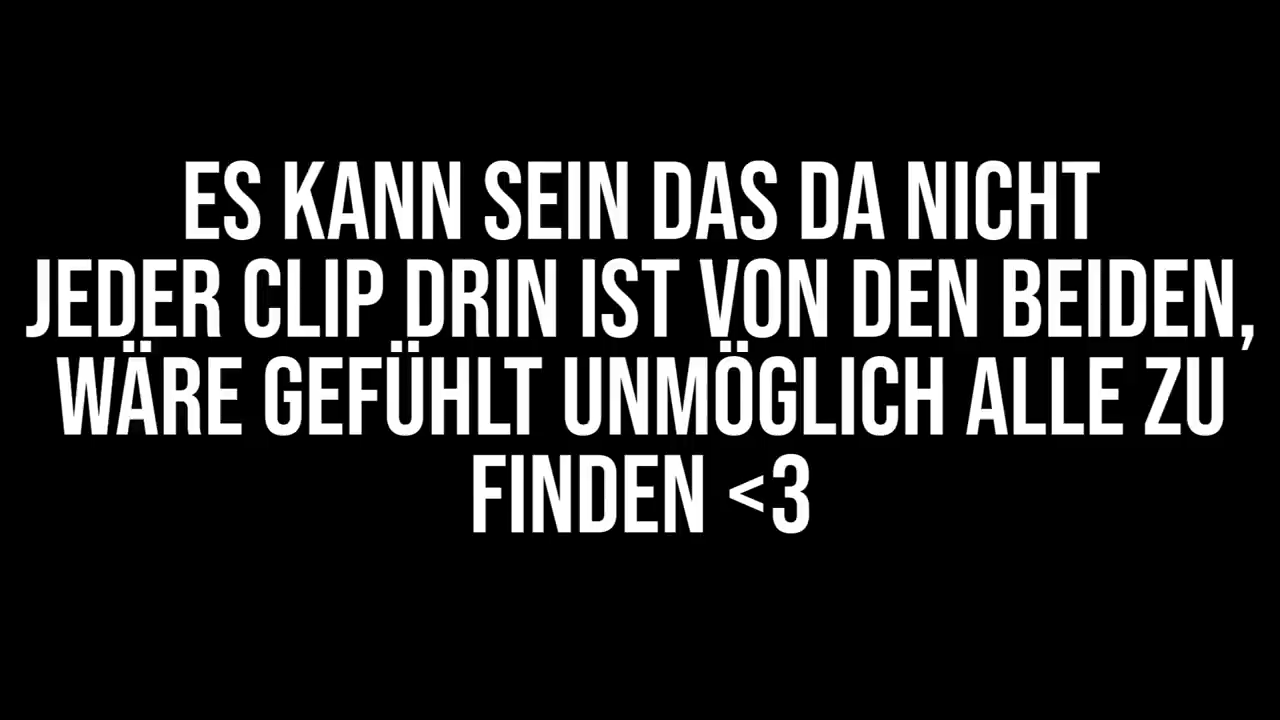 ES KANN SEIN DAS DA NICHT
JEDER CLIP DRIN IST VON DEN BEIDEN,
WÄRE GEFÜHLT UNMÖGLICH ALLE ZU
FINDEN <3